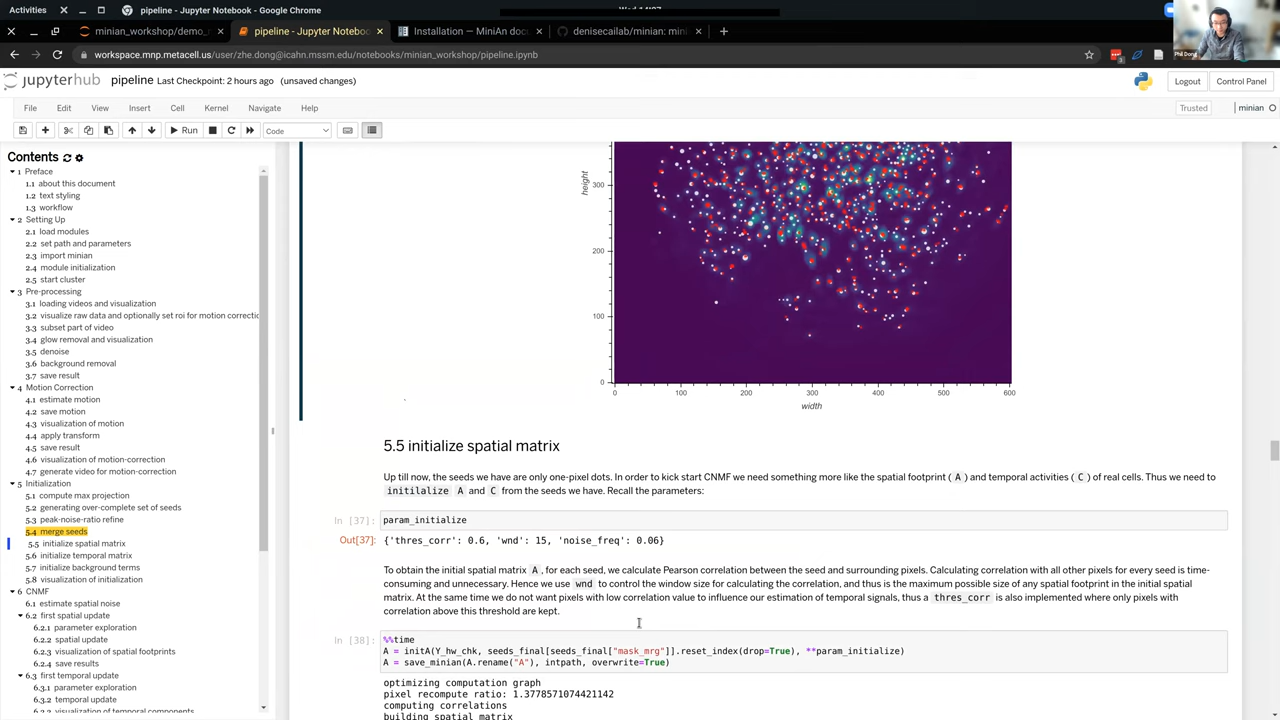 Activities
pipeline - Jupyter Notebook - Google Chrome
minian_workshop/demo_
pipeline - Jupyter Noteboo
Installation — MiniAn docu
denisecailab/minian: mini
workspace.mnp.metacell.us/user/zhe.dong@icahn.mssm.edu/notebooks/minian_workshop/pipeline.ipynb
Phil Dong
jupyterhub pipeline Last Checkpoint: 2 hours ago (unsaved changes)
Logout
Control Panel
File Edit View Insert Cell Kernel Navigate Help
Trusted
minian
Run
Code
Contents
1 Preface
1.1 about this document
1.2 text styling
1.3 workflow
2 Setting Up
2.1 load modules
2.2 set path and parameters
2.3 import minian
2.4 module initialization
2.5 start cluster
3 Pre-processing
3.1 loading videos and visualization
3.2 visualize raw data and optionally set roi for motion correctio
3.3 subset part of video
3.4 glow removal and visualization
3.5 denoise
3.6 background removal
3.7 save result
4 Motion Correction
4.1 estimate motion
4.2 save motion
4.3 visualization of motion
4.4 apply transform
4.5 save result
4.6 visualization of motion-correction
4.7 generate video for motion-correction
5 Initialization
5.1 compute max projection
5.2 generating over-complete set of seeds
5.3 peak-noise-ratio refine
5.4 merge seeds
5.5 initialize spatial matrix
5.6 initialize temporal matrix
5.7 initialize background terms
5.8 visualization of initialization
6 CNMF
6.1 estimate spatial noise
6.2 first spatial update
6.2.1 parameter exploration
6.2.2 spatial update
6.2.3 visualization of spatial footprints
6.2.4 save results
6.3 first temporal update
6.3.1 parameter exploration
6.3.2 temporal update
6.3.3 visualization of temporal components
height
300
200
100
0
0 100 200 300 400 500 600
width
5.5 initialize spatial matrix
Up till now, the seeds we have are only one-pixel dots. In order to kick start CNMF we need something more like the spatial footprint ( A ) and temporal activities ( C ) of real cells. Thus we need to
initilalize A and C from the seeds we have. Recall the parameters:
In [37]: param_initialize
Out[37]: {'thres_corr': 0.6, 'wnd': 15, 'noise_freq': 0.06}
To obtain the initial spatial matrix A , for each seed, we calculate Pearson correlation between the seed and surrounding pixels. Calculating correlation with all other pixels for every seed is time-
consuming and unnecessary. Hence we use wnd to control the window size for calculating the correlation, and thus is the maximum possible size of any spatial footprint in the initial spatial
matrix. At the same time we do not want pixels with low correlation value to influence our estimation of temporal signals, thus a thres_corr is also implemented where only pixels with
correlation above this threshold are kept.
In [38]: %%time
A = initA(Y_hw_chk, seeds_final[seeds_final["mask_mrg"]].reset_index(drop=True), **param_initialize)
A = save_minian(A.rename("A"), intpath, overwrite=True)
optimizing computation graph
pixel recompute ratio: 1.3778571074421142
computing correlations
building spatial matrix